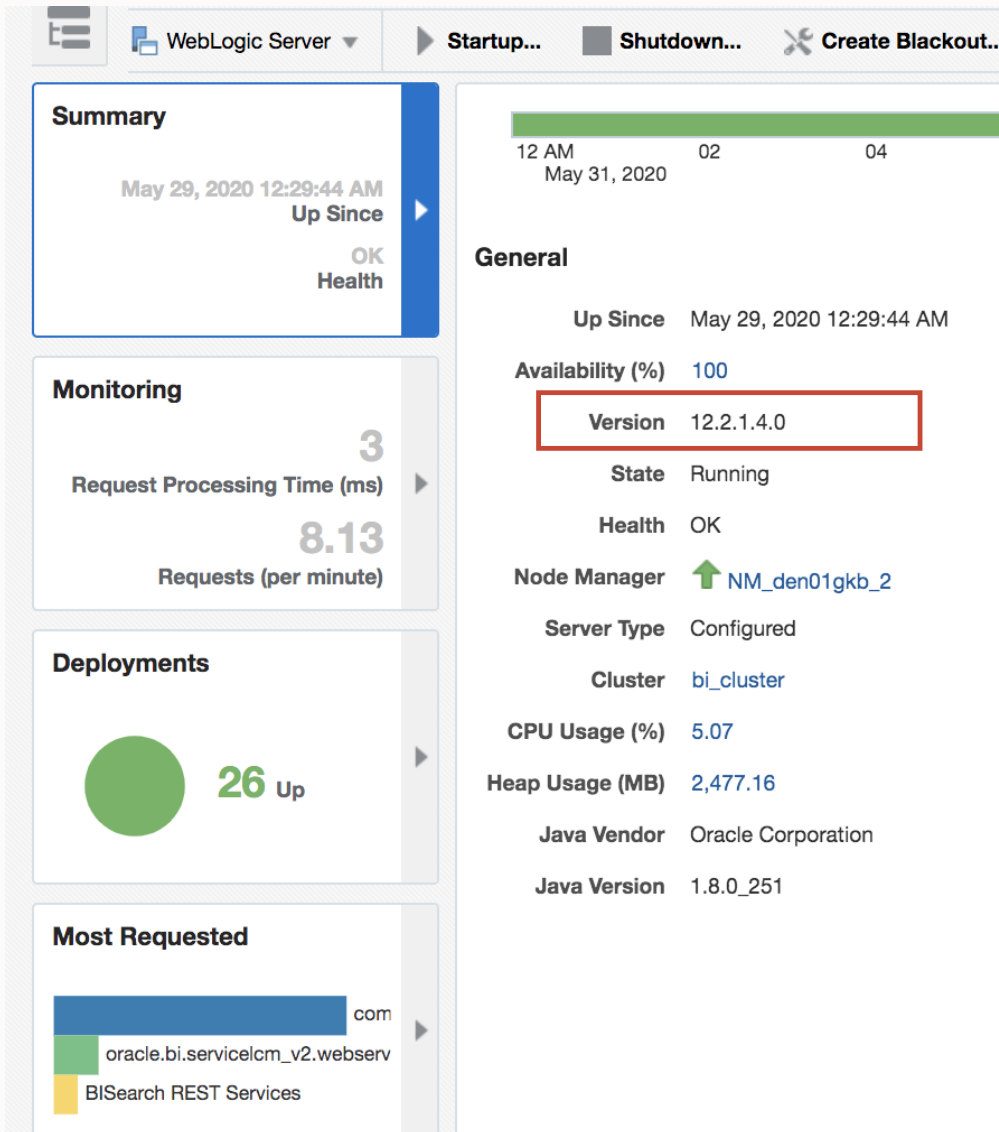 WebLogic Server
Startup...
Shutdown...
Create Blackout..
Summary
May 29, 2020 12:29:44 AM
Up Since
OK
Health
Monitoring
3
Request Processing Time (ms)
8.13
Requests (per minute)
Deployments
26 Up
Most Requested
com
oracle.bi.servicelcm_v2.webserv
BISearch REST Services
12 AM 02 04
May 31, 2020
General
Up Since May 29, 2020 12:29:44 AM
Availability (%) 100
Version 12.2.1.4.0
State Running
Health OK
Node Manager NM_den01gkb_2
Server Type Configured
Cluster bi_cluster
CPU Usage (%) 5.07
Heap Usage (MB) 2,477.16
Java Vendor Oracle Corporation
Java Version 1.8.0_251